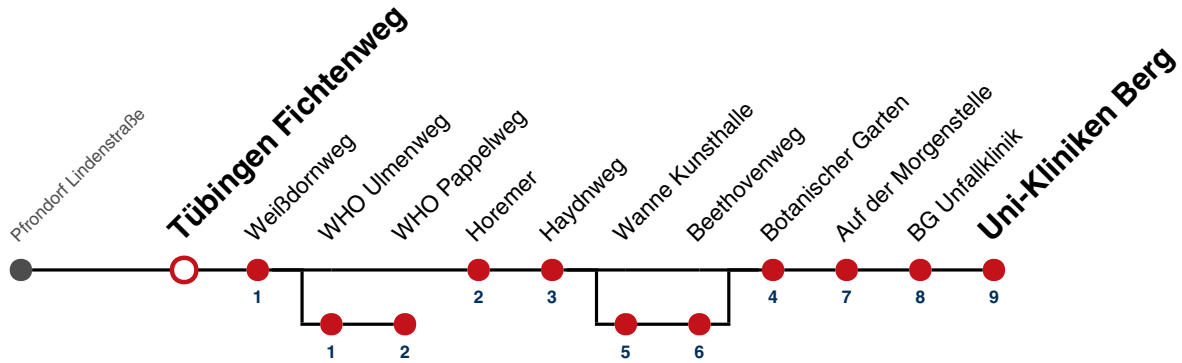 Pfrondorf Lindenstraße
Tübingen Fichtenweg
Weißdornweg
WHO Ulmenweg
WHO Pappelweg
Horemer
Haydnweg
Wanne Kunsthalle
Beethovenweg
Botanischer Garten
Auf der Morgenstelle
BG Unfallklinik
Uni-Kliniken Berg
1 2 3 4 7 8 9
1 2 5 6